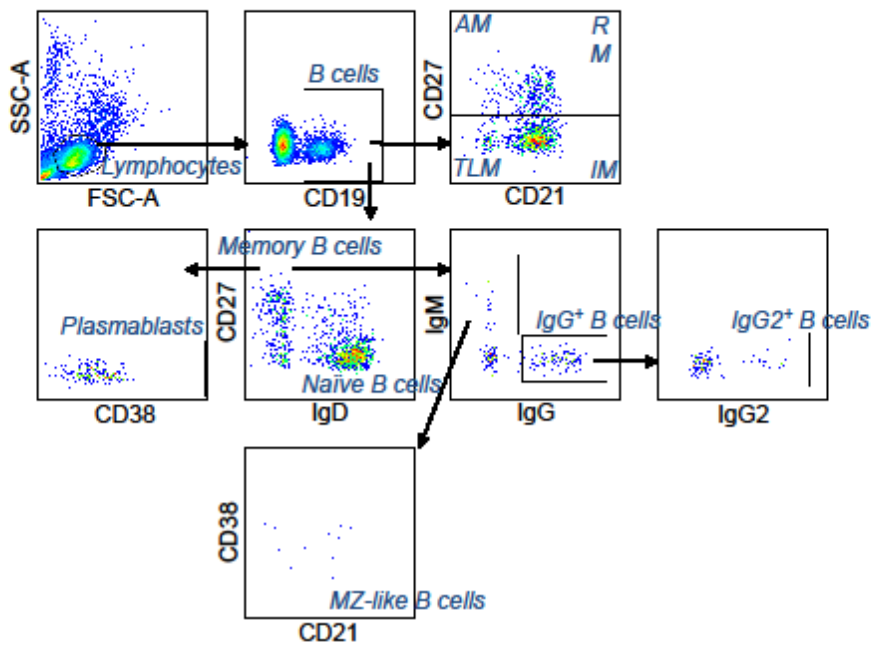 AM
R
M
SSC-A
B cells
CD27
Lymphocytes
TLM
IM
FSC-A
CD19
CD21
Memory B cells
Plasmablasts
CD27
IgM
IgG⁺ B cells
IgG2⁺ B cells
Naïve B cells
CD38
IgD
IgG
IgG2
CD38
MZ-like B cells
CD21